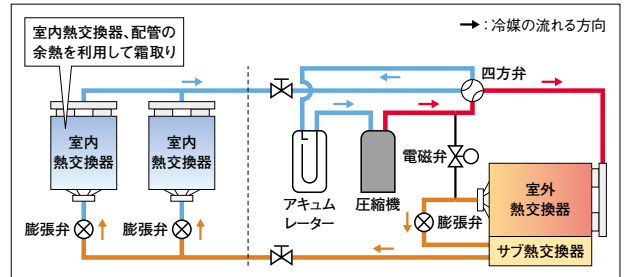 室内熱交換器、配管の
余熱を利用して霜取り
→：冷媒の流れる方向
四方弁
室内
熱交換器
室内
熱交換器
電磁弁
室外
熱交換器
アキュム
レーター
圧縮機
膨張弁
膨張弁
膨張弁
サブ熱交換器